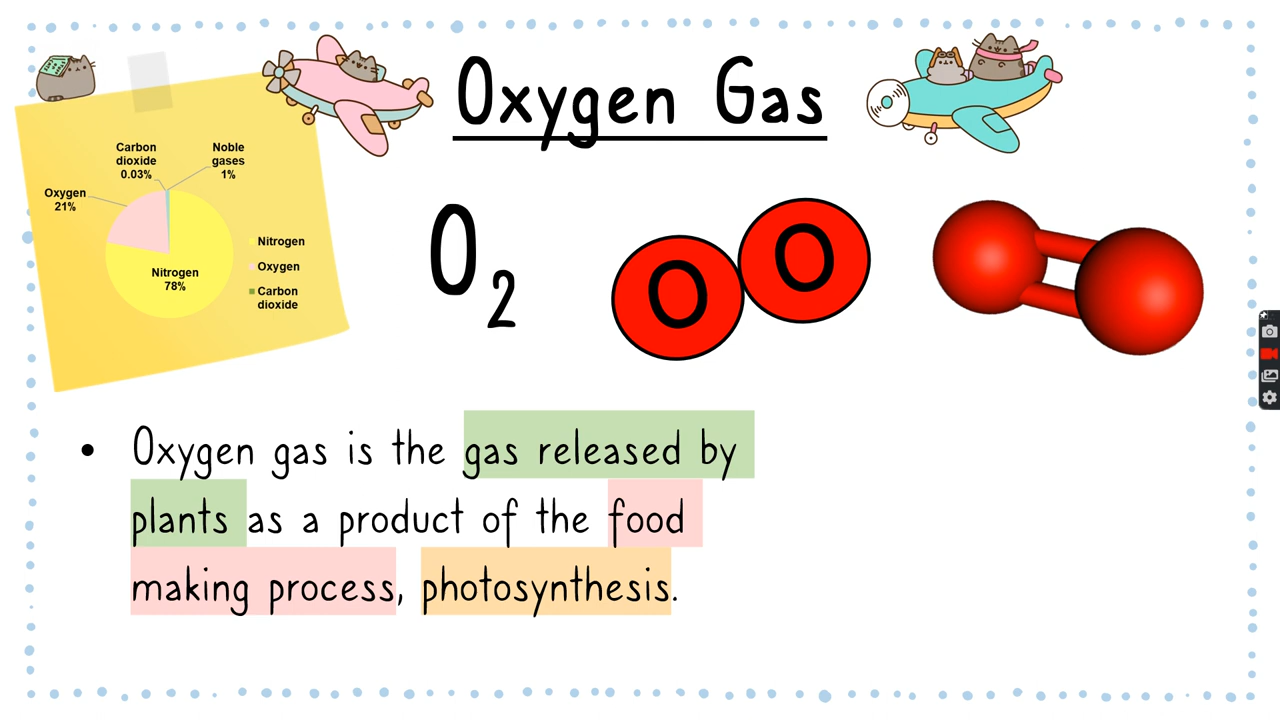 Oxygen Gas
Carbon
dioxide
0.03%
Noble
gases
1%
Oxygen
21%
Nitrogen
78%
Nitrogen
Oxygen
Carbon
dioxide
O₂
O O
• Oxygen gas is the gas released by
plants as a product of the food
making process, photosynthesis.